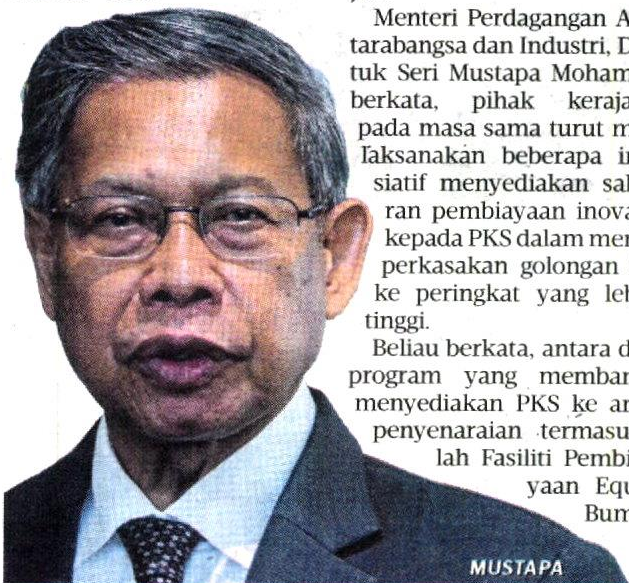 Menteri Perdagangan A
tarabangsa dan Industri, D
tuk Seri Mustapa Moham
berkata, pihak keraja
pada masa sama turut m
laksanakan beberapa in
siatif menyediakan sal
ran pembiayaan inova
kepada PKS dalam mem
perkasakan golongan
ke peringkat yang leb
tinggi.
Beliau berkata, antara d
program yang memban
menyediakan PKS ke ar
penyenaraian termasu
lah Fasiliti Pembi
yaan Equ
Bum
MUSTAPA